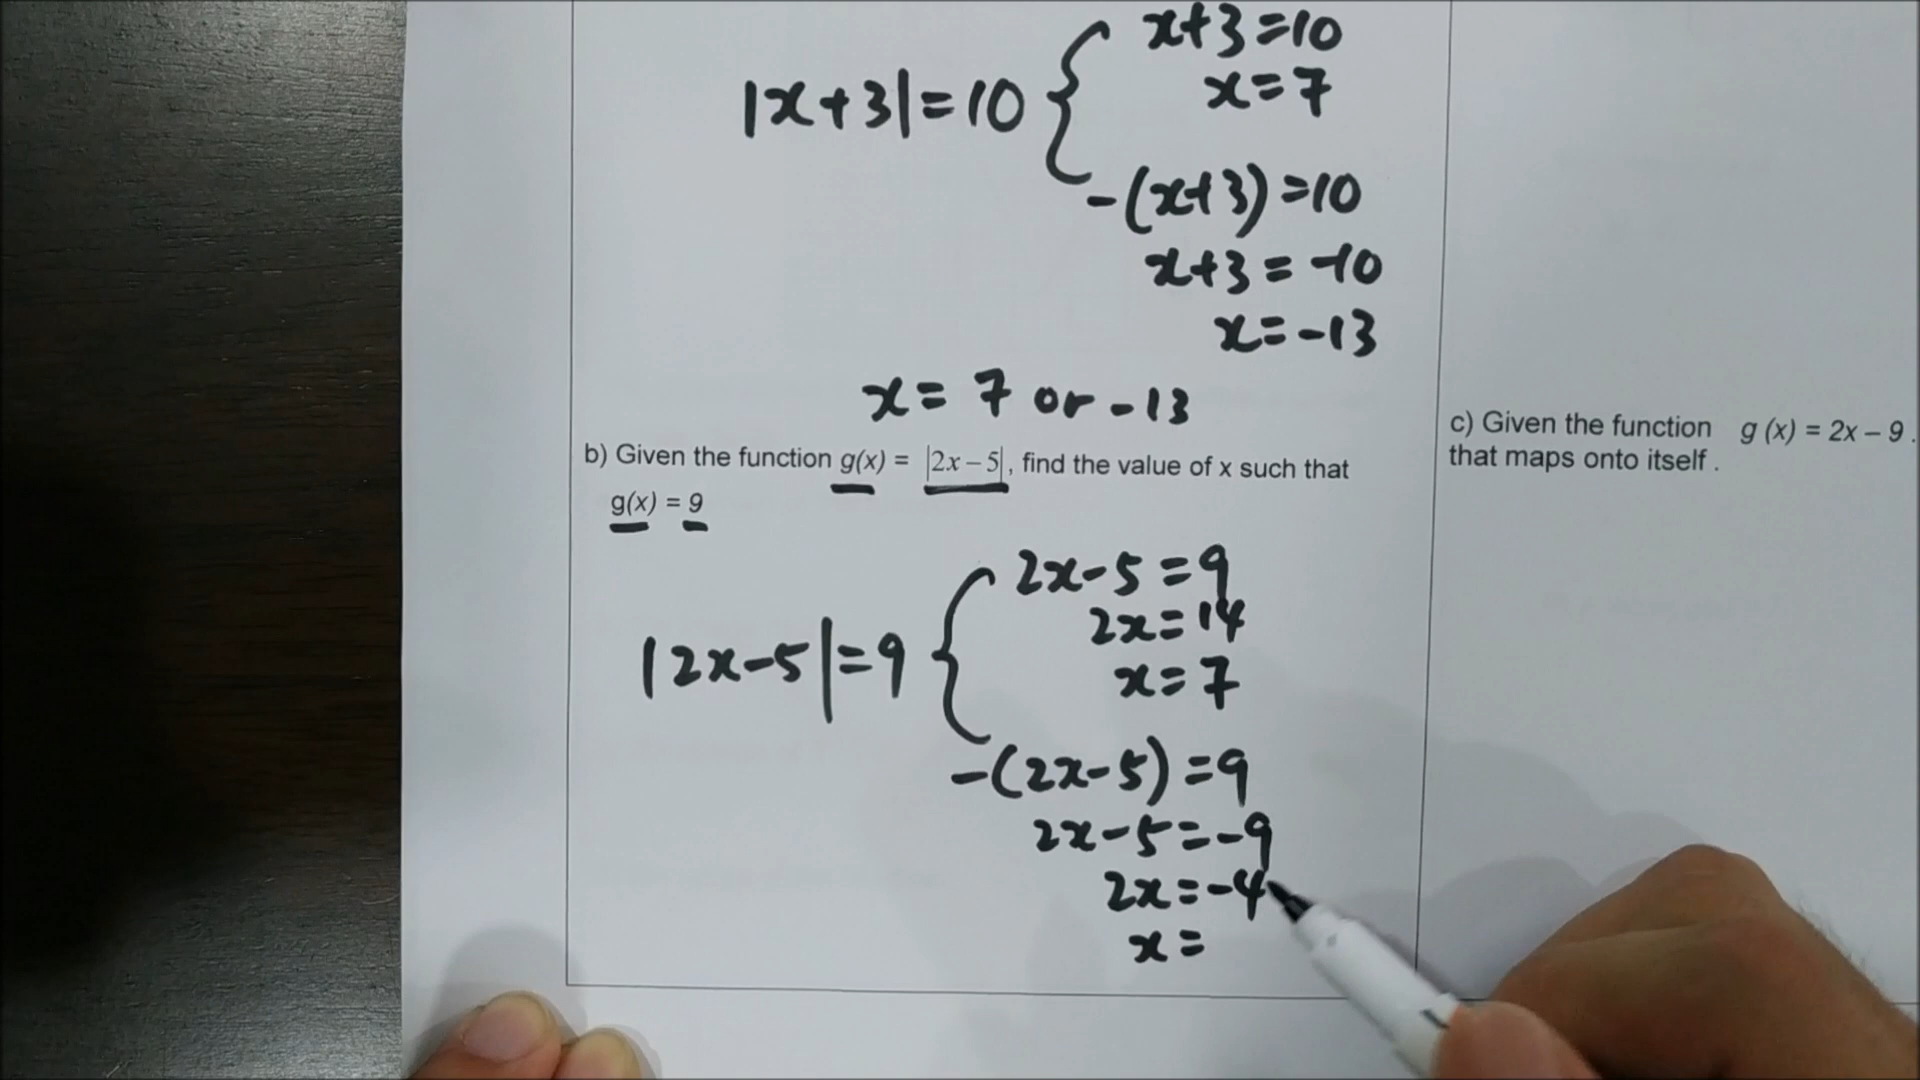 x+3=10
x=7
|x+3|=10
-(x+3)=10
x+3=-10
x=-13
x= 7 or -13
b) Given the function g(x) = |2x – 5|, find the value of x such that
g(x) = 9
2x-5=9
2x=14
x=7
|2x-5|=9
-(2x-5)=9
2x-5=-9
2x=-4
x=
c) Given the function g (x) = 2x – 9.
that maps onto itself .